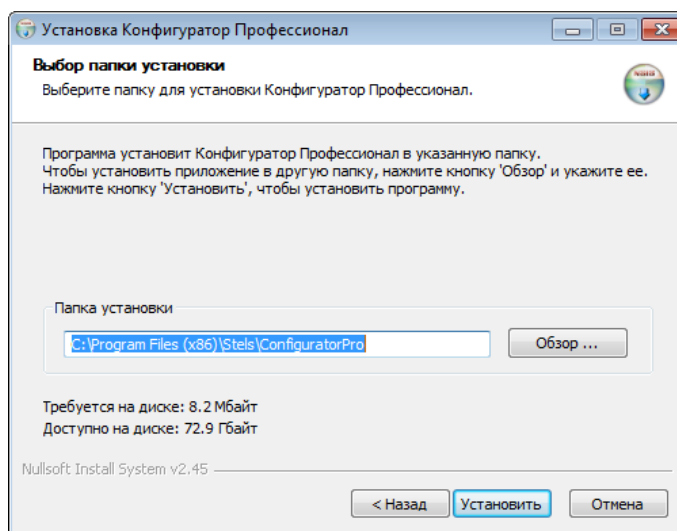 Установка Конфигуратор Профессионал
Выбор папки установки
Выберите папку для установки Конфигуратор Профессионал.
Программа установит Конфигуратор Профессионал в указанную папку.
Чтобы установить приложение в другую папку, нажмите кнопку 'Обзор' и укажите ее.
Нажмите кнопку 'Установить', чтобы установить программу.
Папка установки
C:\Program Files (x86)\Stels\ConfiguratorPro
Обзор ...
Требуется на диске: 8.2 Мбайт
Доступно на диске: 72.9 Гбайт
Nullsoft Install System v2.45
< Назад
Установить
Отмена